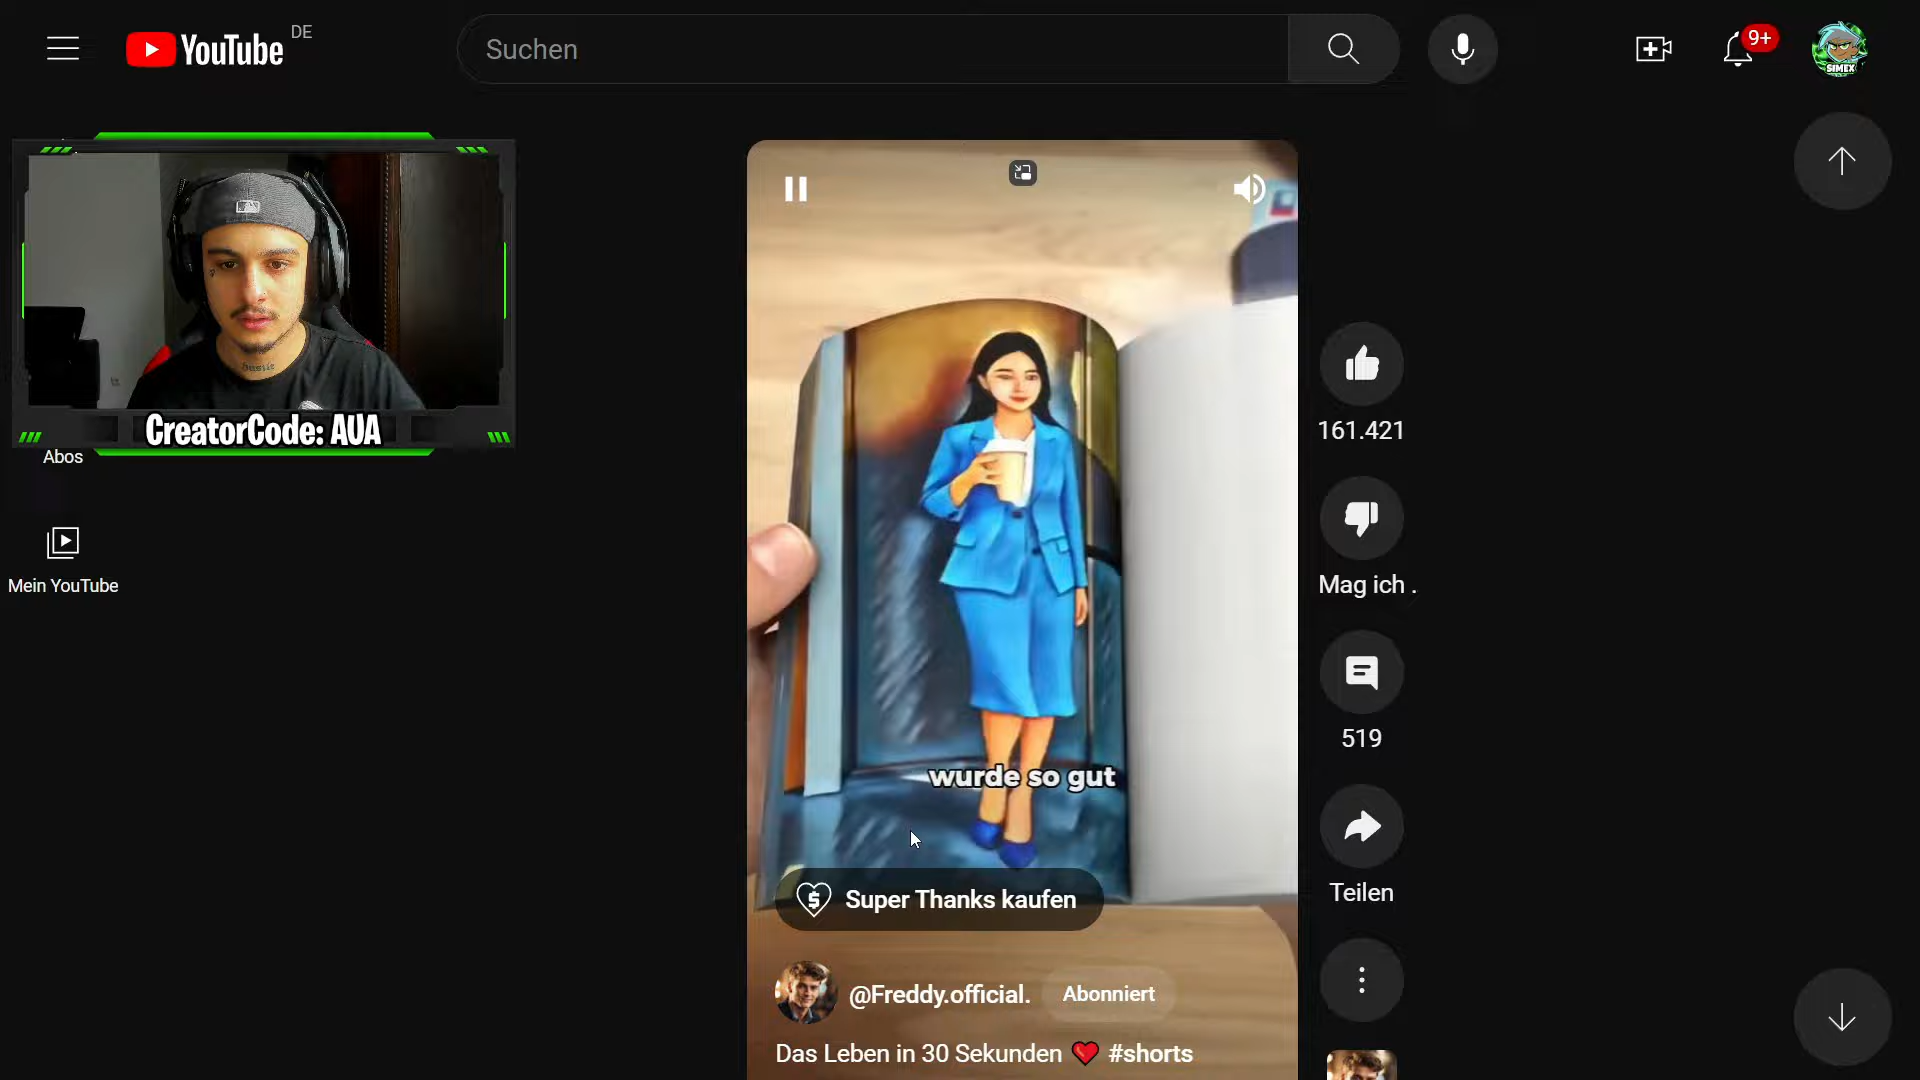 YouTube DE
Suchen
9+
SIMEX
CreatorCode: AUA
Abos
Mein YouTube
wurde so gut
Super Thanks kaufen
@Freddy.official.
Abonniert
Das Leben in 30 Sekunden ❤️ #shorts
161.421
Mag ich .
519
Teilen